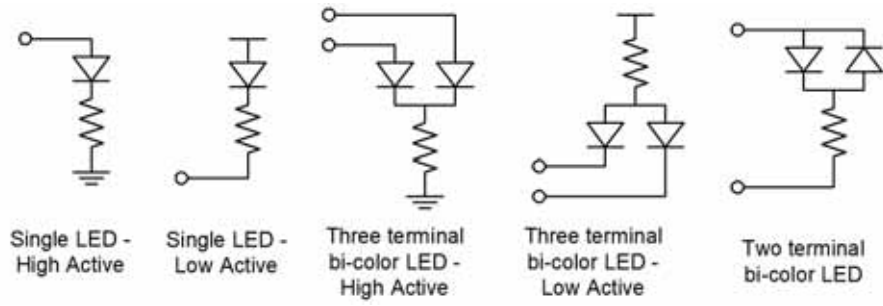 Single LED -
High Active
Single LED -
Low Active
Three terminal
bi-color LED -
High Active
Three terminal
bi-color LED -
Low Active
Two terminal
bi-color LED